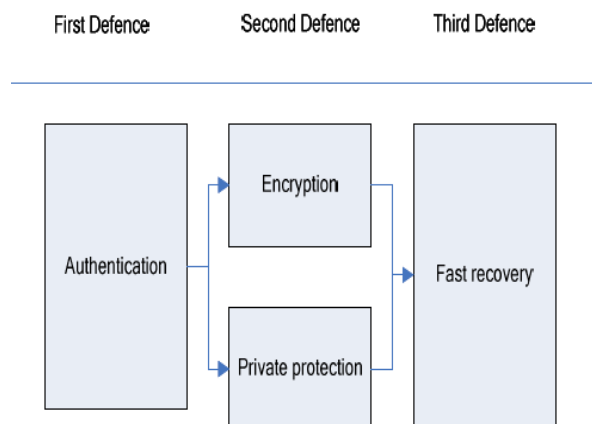 First Defence Second Defence Third Defence
Encryption
Authentication Fast recovery
Private protection